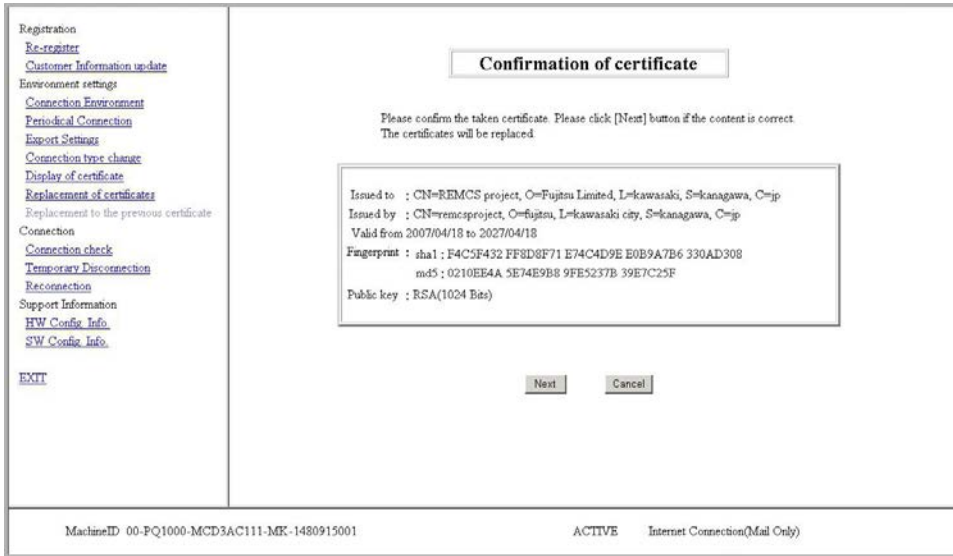 Registration
Re-register
Customer Information update
Environment settings
Connection Environment
Periodical Connection
Export Settings
Connection type change
Display of certificate
Replacement of certificates
Replacement to the previous certificate
Connection
Connection check
Temporary Disconnection
Reconnection
Support Information
HW Config. Info.
SW Config. Info.
EXIT
Confirmation of certificate
Please confirm the taken certificate. Please click [Next] button if the content is correct.
The certificates will be replaced
Issued to : CN=REMCS project, O=Fujitsu Limited, L=kawasaki, S=kanagawa, C=jp
Issued by : CN=remcsproject, O=fujitsu, L=kawasaki city, S=kanagawa, C=jp
Valid from 2007/04/18 to 2027/04/18
Fingerprint : sha1 : F4C5F432 FF8D8F71 E74C4D9E E0B9A7B6 330AD308
md5 : 0210EE4A 5E74E9B8 9FE5237B 39E7C25F
Public key : RSA(1024 Bits)
Next Cancel
MachineID 00-PQ1000-MCD3AC111-MK-1480915001 ACTIVE Internet Connection(Mail Only)